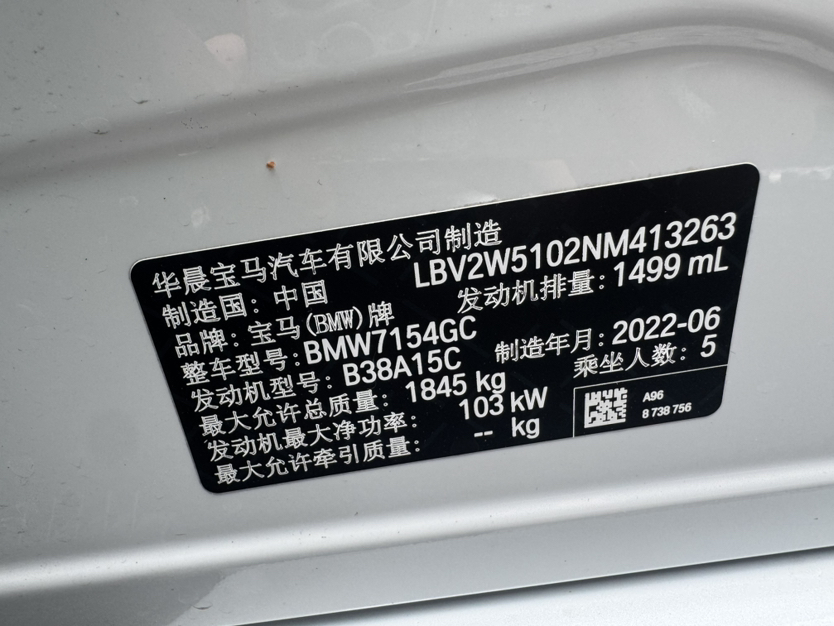 华晨宝马汽车有限公司制造
LBV2W5102NM413263
制造国：中国
发动机排量：1499 mL
品牌：宝马(BMW)牌
整车型号：BMW7154GC
制造年月：2022-06
发动机型号：B38A15C
乘坐人数：5
最大允许总质量：1845 kg
发动机最大净功率：103 kW
最大允许牵引质量：-- kg
A96
8 738 756